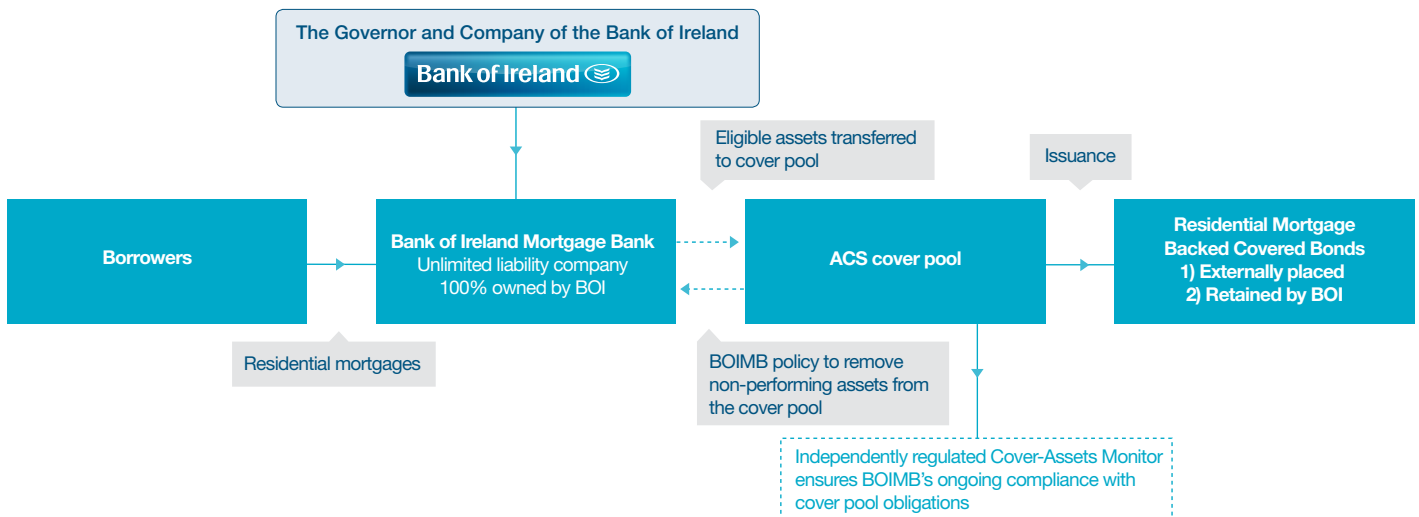 The Governor and Company of the Bank of Ireland
Bank of Ireland
Eligible assets transferred
to cover pool
Issuance
Borrowers
Bank of Ireland Mortgage Bank
Unlimited liability company
100% owned by BOI
ACS cover pool
Residential Mortgage
Backed Covered Bonds
1) Externally placed
2) Retained by BOI
Residential mortgages
BOIMB policy to remove
non-performing assets from
the cover pool
Independently regulated Cover-Assets Monitor
ensures BOIMB’s ongoing compliance with
cover pool obligations